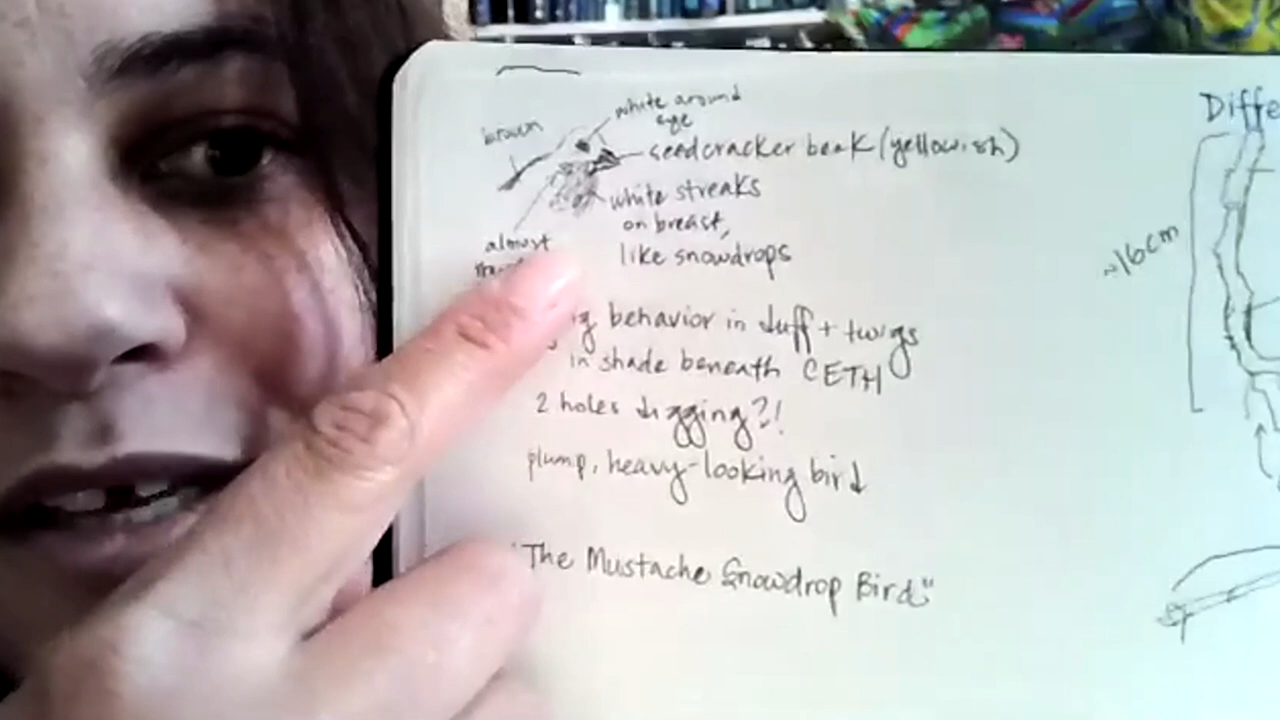 Diffe
white around
eye
brown
seedcracker beak (yellowish)
white streaks
on breast,
like snowdrops
almost
~16cm
behavior in duff + twigs
in shade beneath CETH
2 holes digging?!
plump, heavy-looking bird
"The Mustache Snowdrop Bird"